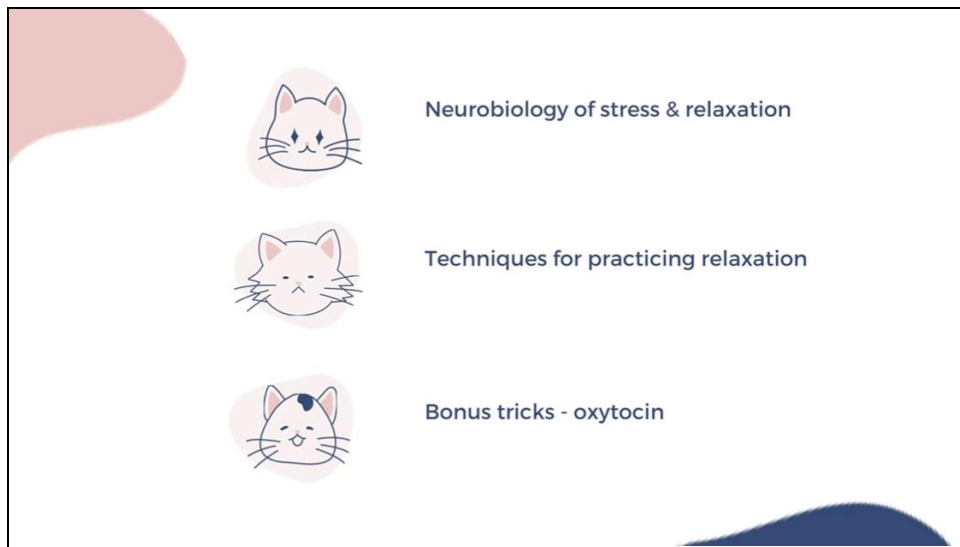 Neurobiology of stress & relaxation
Techniques for practicing relaxation
Bonus tricks - oxytocin